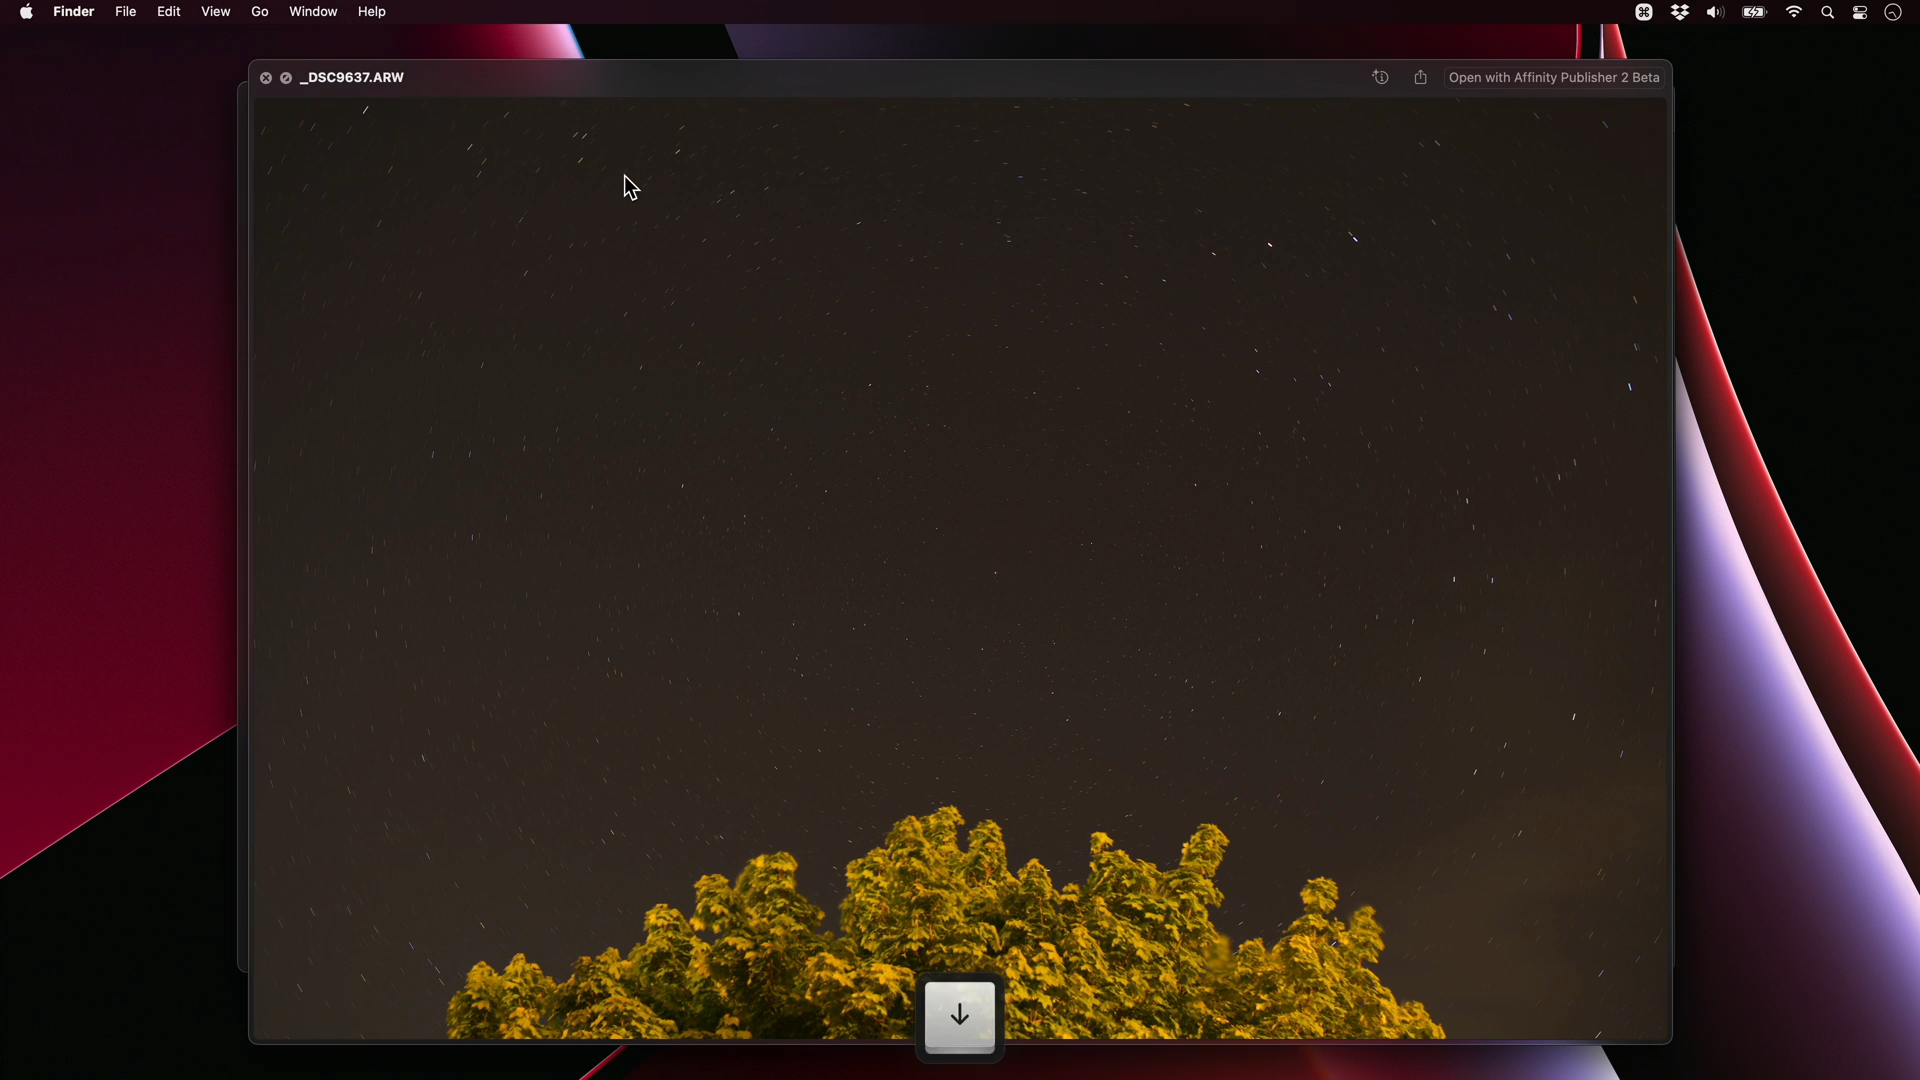 Finder File Edit View Go Window Help
_DSC9637.ARW
Open with Affinity Publisher 2 Beta